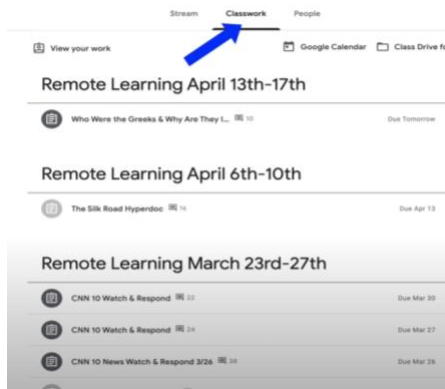 Stream Classwork People
View your work Google Calendar Class Drive f
Remote Learning April 13th-17th
Who Were the Greeks & Why Are They I... 10 Due Tomorrow
Remote Learning April 6th-10th
The Silk Road Hyperdoc 16 Due Apr 13
Remote Learning March 23rd-27th
CNN 10 Watch & Respond 22 Due Mar 30
CNN 10 Watch & Respond 24 Due Mar 27
CNN 10 News Watch & Respond 3/26 Due Mar 26